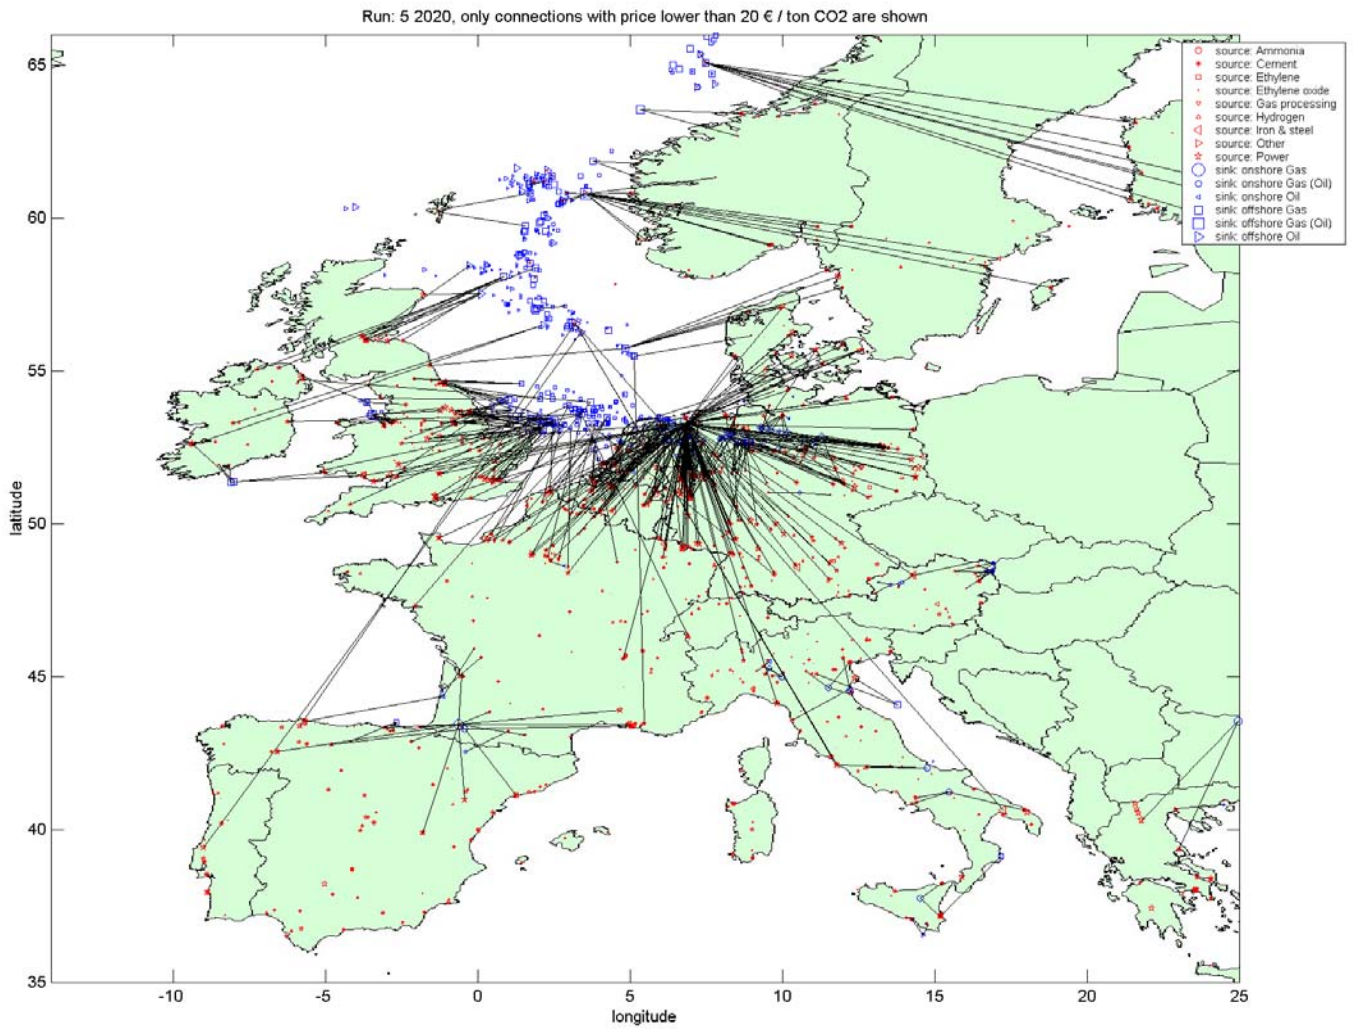 Run: 5 2020, only connections with price lower than 20 € / ton CO2 are shown
source: Ammonia
source: Cement
source: Ethylene
source: Ethylene oxide
source: Gas processing
source: Hydrogen
source: Iron & steel
source: Other
source: Power
sink: onshore Gas
sink: onshore Gas (Oil)
sink: onshore Oil
sink: offshore Gas
sink: offshore Gas (Oil)
sink: offshore Oil
65
60
55
50
45
40
35
latitude
-10 -5 0 5 10 15 20 25
longitude